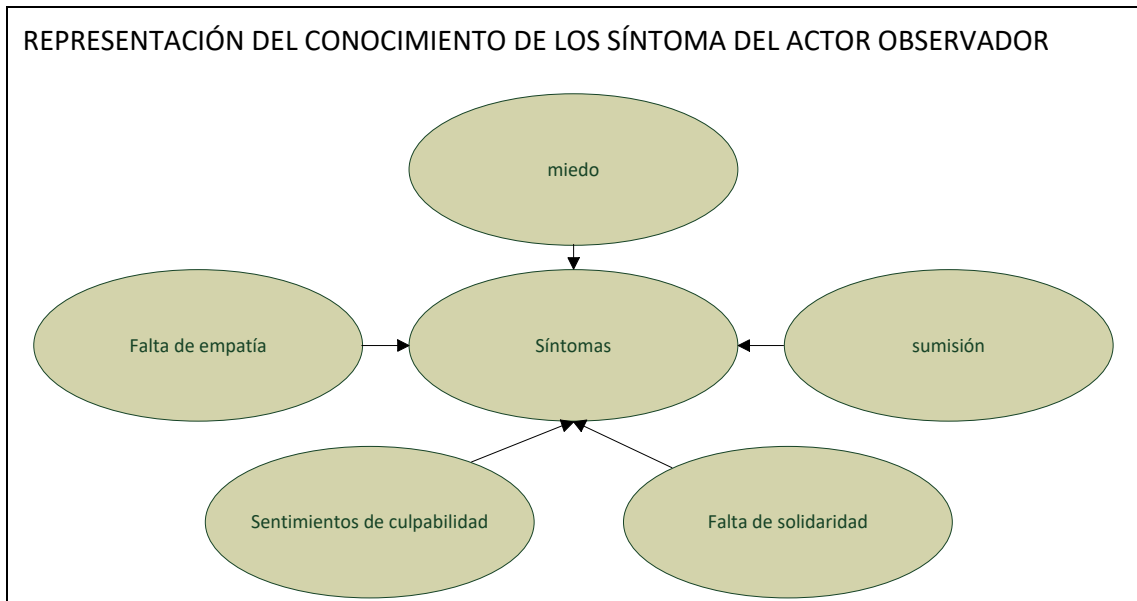 REPRESENTACIÓN DEL CONOCIMIENTO DE LOS SÍNTOMA DEL ACTOR OBSERVADOR
miedo
Falta de empatía
Síntomas
sumisión
Sentimientos de culpabilidad
Falta de solidaridad